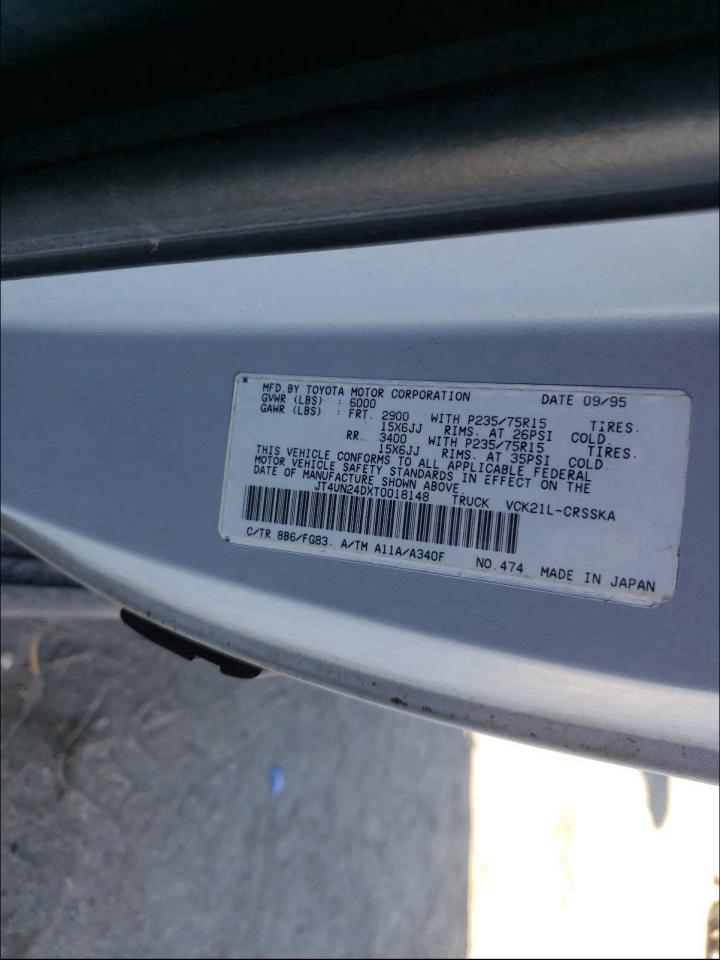 MFD.BY TOYOTA MOTOR CORPORATION DATE 09/95
GVWR (LBS) : 6000
GAWR (LBS) : FRT. 2900 WITH P235/75R15 TIRES.
15X6JJ RIMS. AT 26PSI COLD.
RR. 3400 WITH P235/75R15 TIRES.
15X6JJ RIMS. AT 35PSI COLD.
THIS VEHICLE CONFORMS TO ALL APPLICABLE FEDERAL
MOTOR VEHICLE SAFETY STANDARDS IN EFFECT ON THE
DATE OF MANUFACTURE SHOWN ABOVE.
JT4UN24DXT0018148 TRUCK VCK21L-CRSSKA
C/TR 8B6/FG83. A/TM A11A/A340F NO.474 MADE IN JAPAN